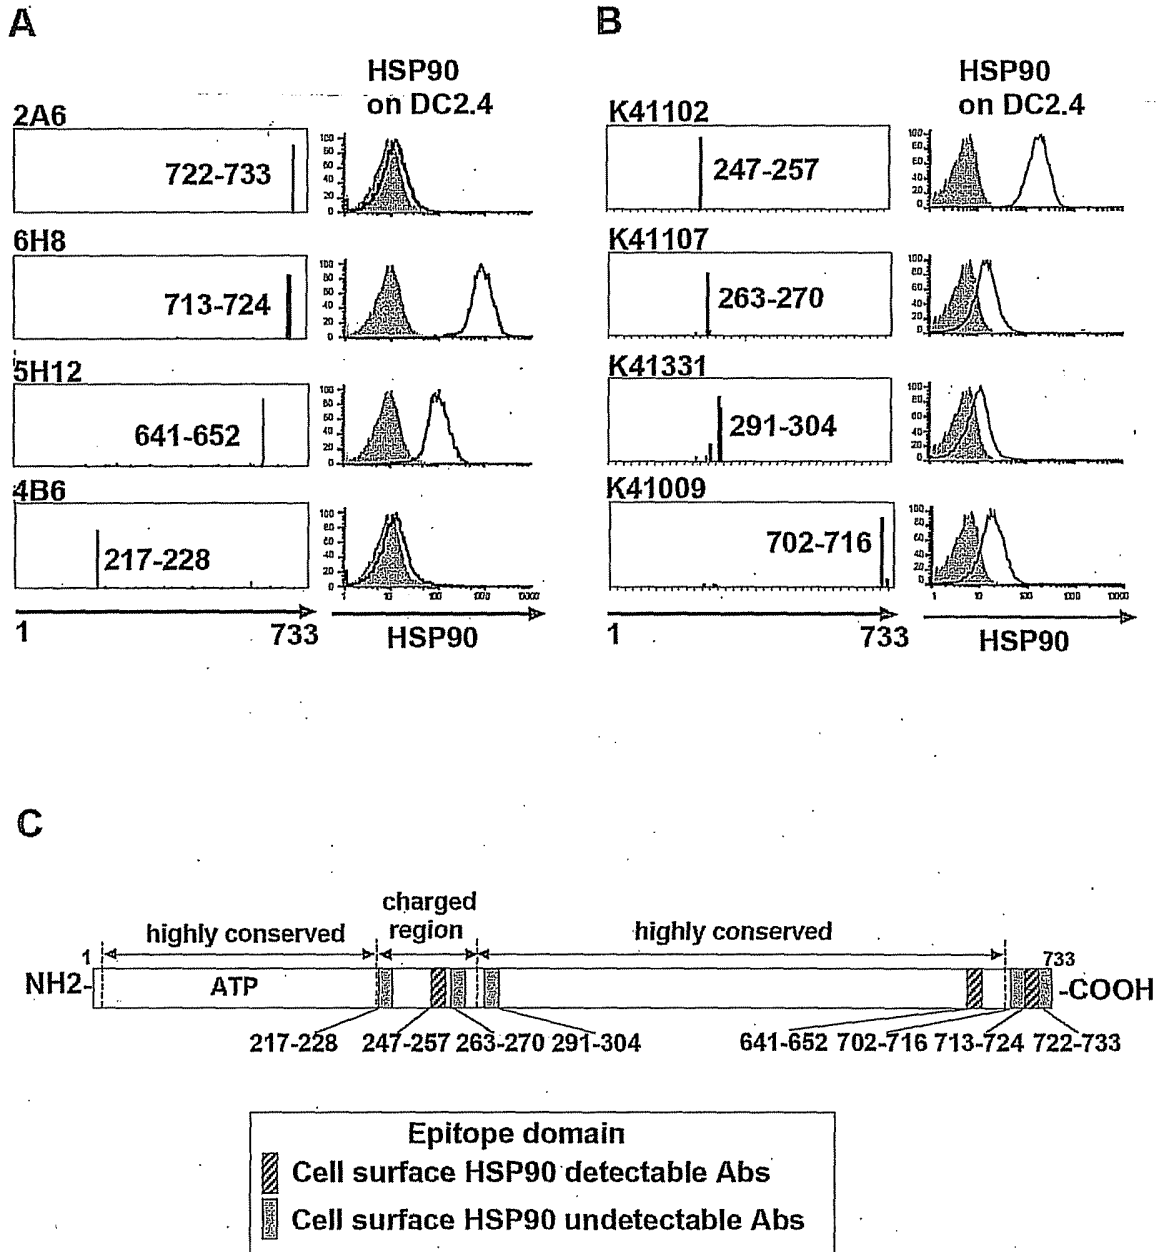 A
B
HSP90
on DC2.4
2A6
722-733
6H8
713-724
5H12
641-652
4B6
217-228
1
733
HSP90
HSP90
on DC2.4
K41102
247-257
K41107
263-270
K41331
291-304
K41009
702-716
1
733
HSP90
C
highly conserved
charged
region
highly conserved
1
733
NH2-
ATP
-COOH
217-228
247-257
263-270
291-304
641-652
702-716
713-724
722-733
Epitope domain
Cell surface HSP90 detectable Abs
Cell surface HSP90 undetectable Abs